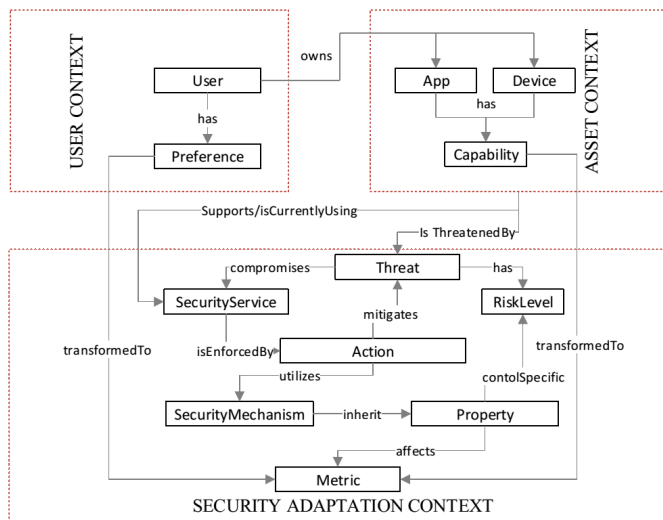 USER CONTEXT
owns
User
has
Preference
App
Device
has
Capability
ASSET CONTEXT
Supports/isCurrentlyUsing
Is ThreatenedBy
compromises
Threat
has
SecurityService
RiskLevel
mitigates
transformedTo
isEnforcedBy
Action
transformedTo
utilizes
contolSpecific
SecurityMechanism
inherit
Property
affects
Metric
SECURITY ADAPTATION CONTEXT